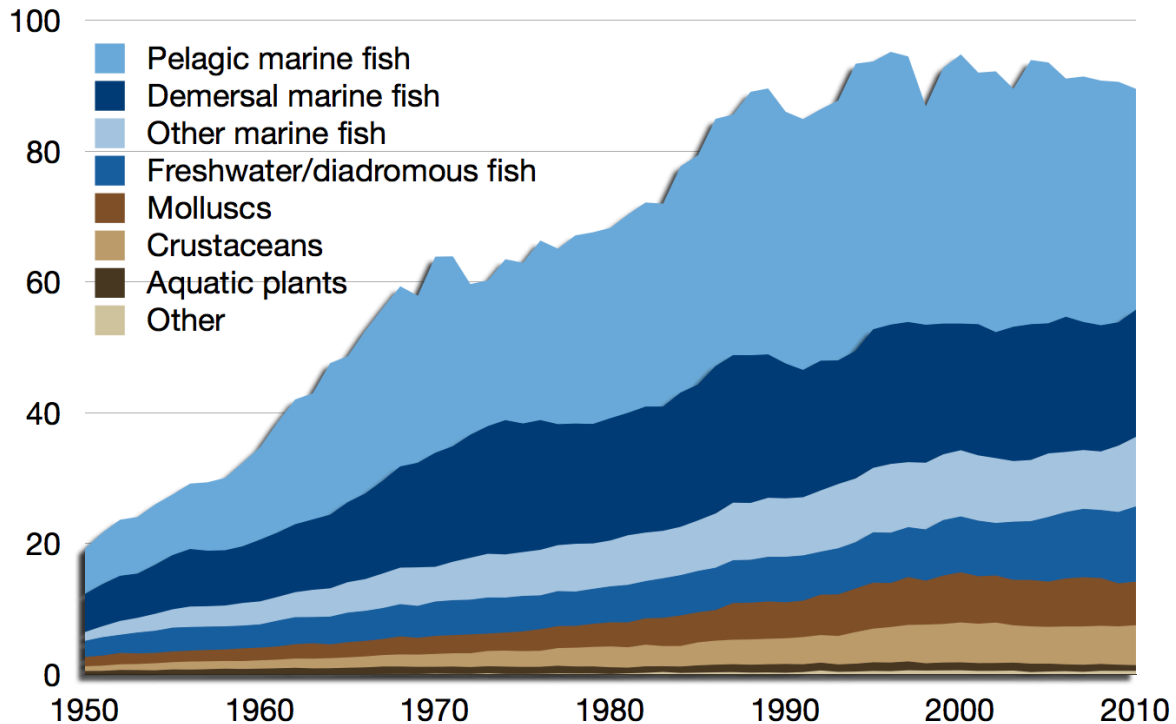 100
Pelagic marine fish
Demersal marine fish
80
Other marine fish
Freshwater/diadromous fish
Molluscs
Crustaceans
60
Aquatic plants
Other
40
20
0
1950 1960 1970 1980 1990 2000 2010